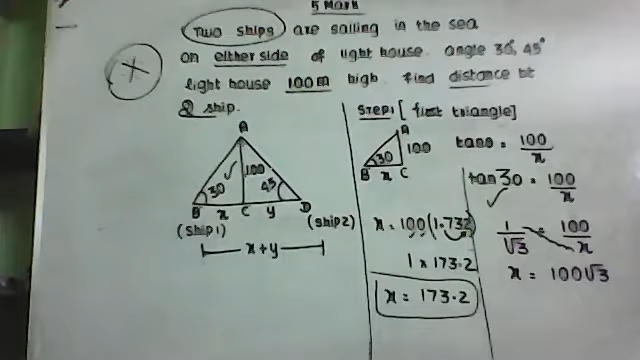 5 Mark
Two ships are sailing in the sea
on either side of light house. angle 30°, 45°
light house 100m high. find distance bt
2 ship.
A
100
30
45
B x C y D
(ship1)
(ship2)
x+y
Step1 [first triangle]
A
30
100
B x C
tanθ = 100/x
tan30 = 100/x
1/√3 = 100/x
x = 100√3
x = 100(1.732)
173.2
x = 173.2